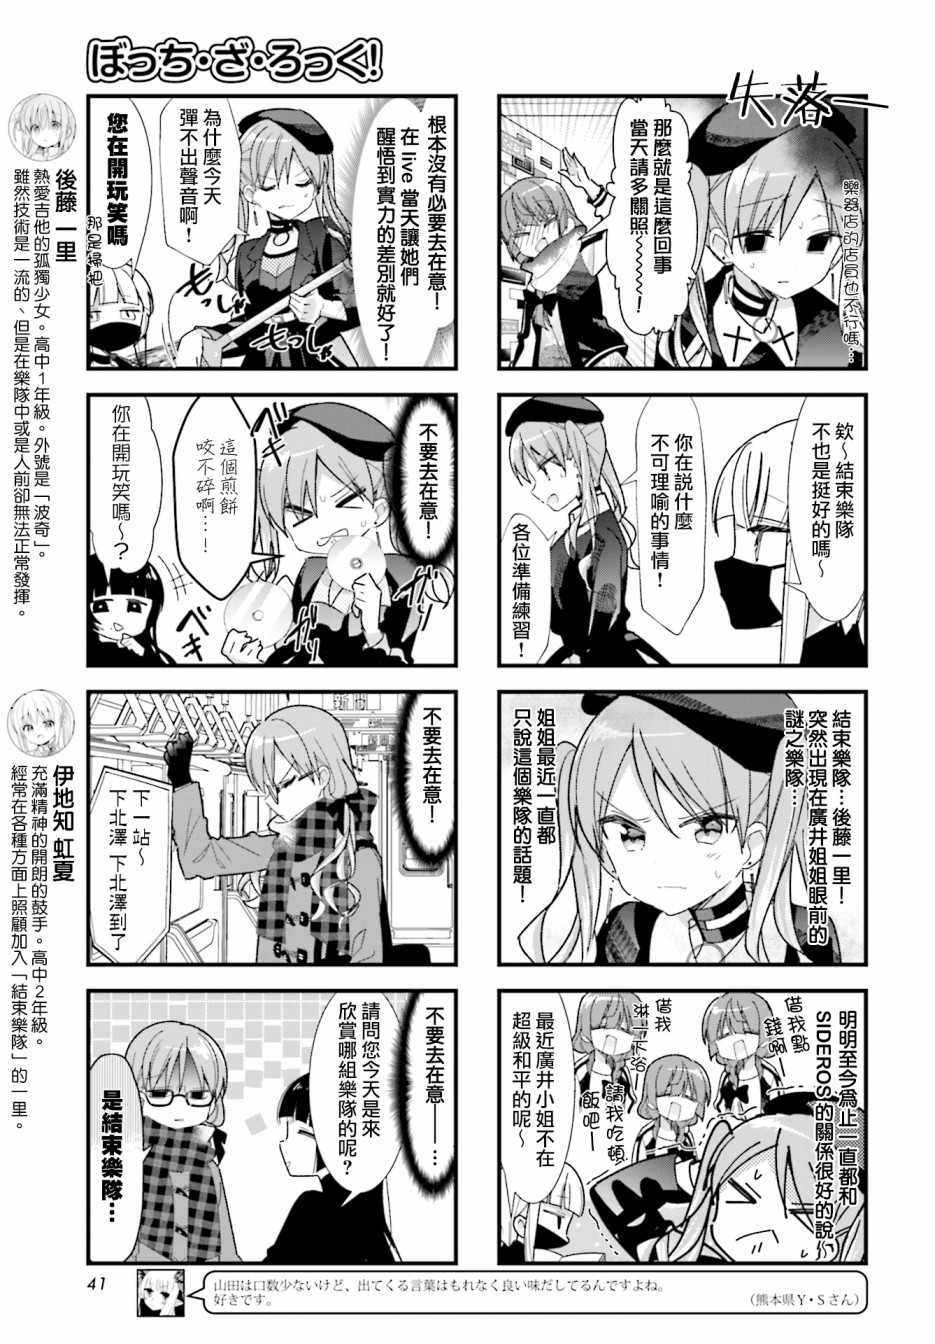 ぼっち・ざ・ろっく!
失落—
那麼就是這麼回事
當天請多關照〜〜〜〜〜!
樂器店的店員也不行嗎…
欸〜結束樂隊
不也是挺好的嗎〜
你在說什麼
不可理喻的事情!
各位準備練習!
結束樂隊…後藤一里!
突然出現在廣井姐姐眼前的
謎之樂隊…
姐姐最近一直都
只說這個樂隊的話題!
明明至今為止一直都和
SIDEROS的關係很好的說〜
借我點
錢啊
借我
淋一下浴—
請我吃頓
飯吧—
最近廣井小姐不在
超級和平的呢〜
根本沒有必要去在意!
在live當天讓她們
醒悟到實力的差別就好了!
為什麼今天
彈不出聲音啊!
您在開玩笑嗎
那是掃把
もっしゃ
もっしゃ
不要去在意!
這個煎餅
咬不碎啊…!
ガギ
ガギ
你在開玩笑嗎〜?
不要去在意!
下一站〜
下北澤 下北澤到了
不要去在意——…
請問您今天是來
欣賞哪組樂隊的呢?
是結束樂隊…
後藤 一里
熱愛吉他的孤獨少女。高中1年級。外號是「波奇」。
雖然技術是一流的、但是在樂隊中或是人前卻無法正常發揮。
伊地知 虹夏
充滿精神的開朗的鼓手。高中2年級。
經常在各種方面上照顧加入「結束樂隊」的一里。
41
山田は口数少ないけど、出てくる言葉はもれなく良い味だしてるんですよね。
好きです。
(熊本県Y・Sさん)